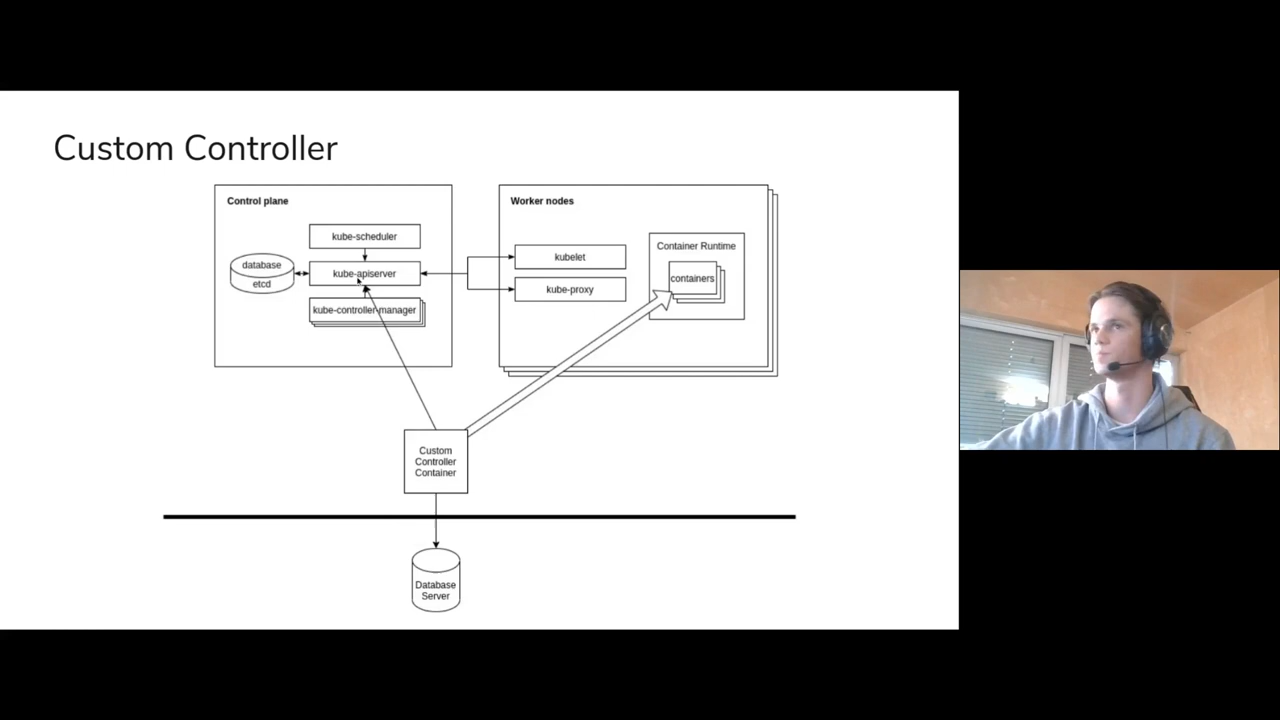 Custom Controller
Control plane
kube-scheduler
database
etcd
kube-apiserver
kube-controller-manager
Worker nodes
kubelet
kube-proxy
Container Runtime
containers
Custom
Controller
Container
Database
Server